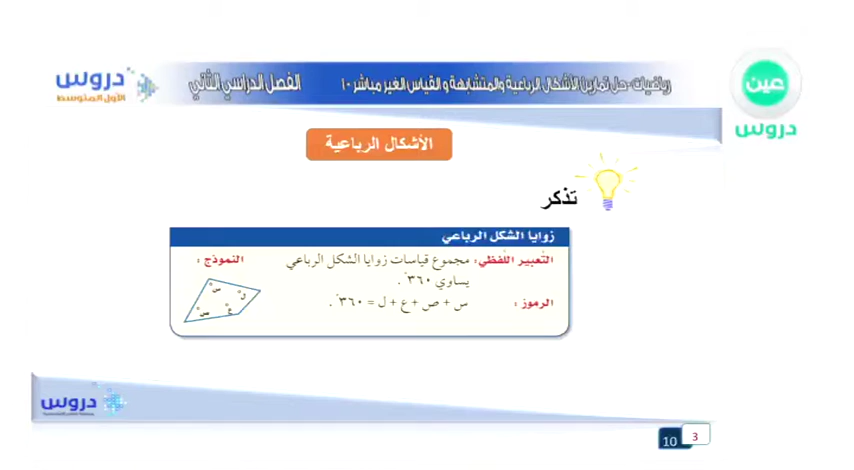 دروس
الأول المتوسط
الفصل الدراسي الثاني
رياضيات - حل تمارين الأشكال الرباعية والمتشابهة و القياس الغير مباشر ١٠
عين
دروس
الأشكال الرباعية
تذكر
زوايا الشكل الرباعي
التعبير اللفظي: مجموع قياسات زوايا الشكل الرباعي
يساوي ٣٦٠°.
النموذج:
س° ل°
ص° ع°
الرموز: س + ص + ع + ل = ٣٦٠°.
دروس
10
3